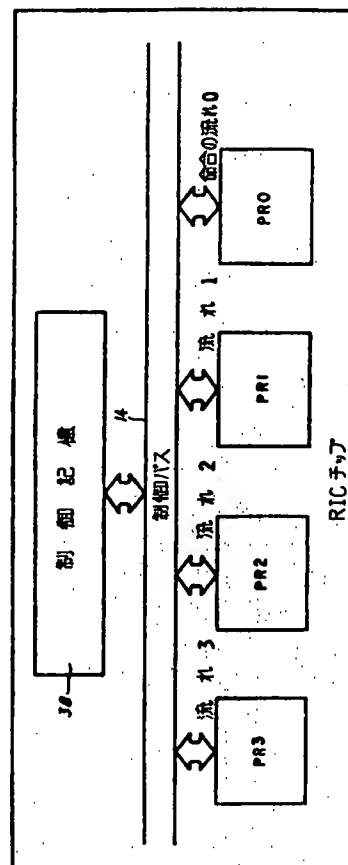 制御記憶
38
14
制御バス
流れ 3
流れ 2
流れ 1
命令の流れ0
PR3
PR2
PR1
PR0
RICチップ